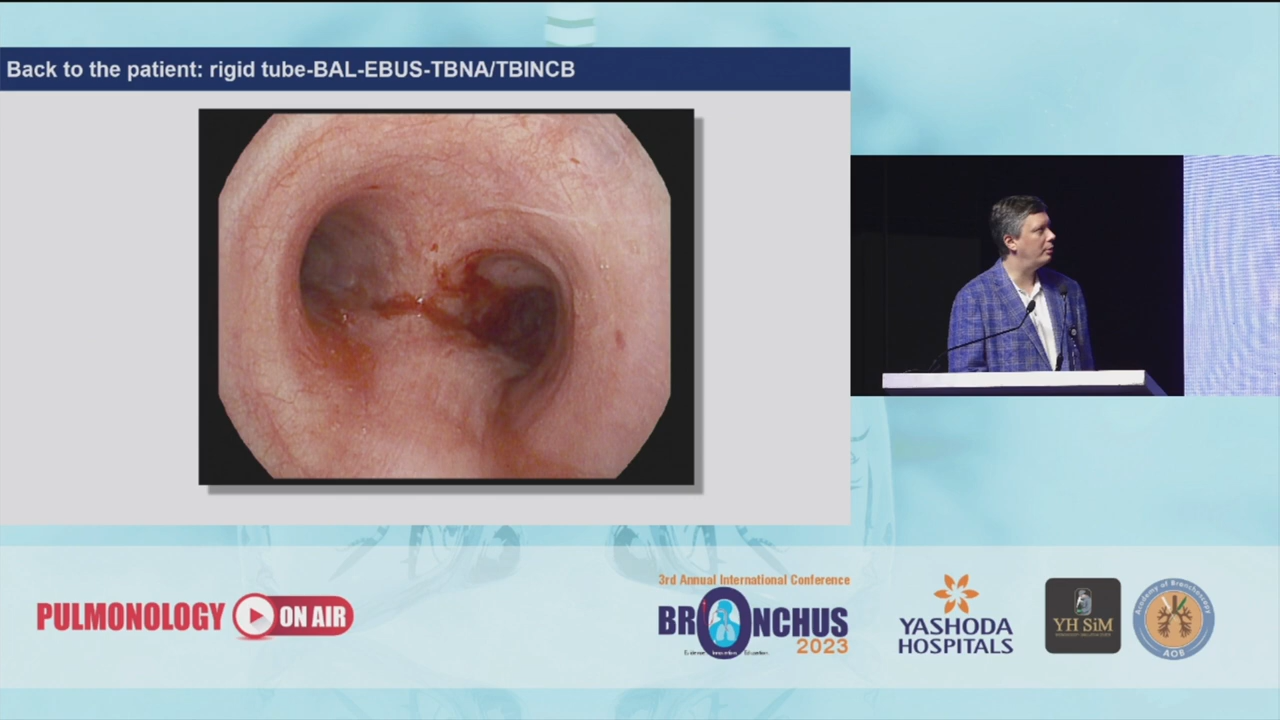 Back to the patient: rigid tube-BAL-EBUS-TBNA/TBINCB
PULMONOLOGY ON AIR
3rd Annual International Conference
BRONCHUS
2023
YASHODA
HOSPITALS
YH SiM
Academy of Bronchoscopy
AOB